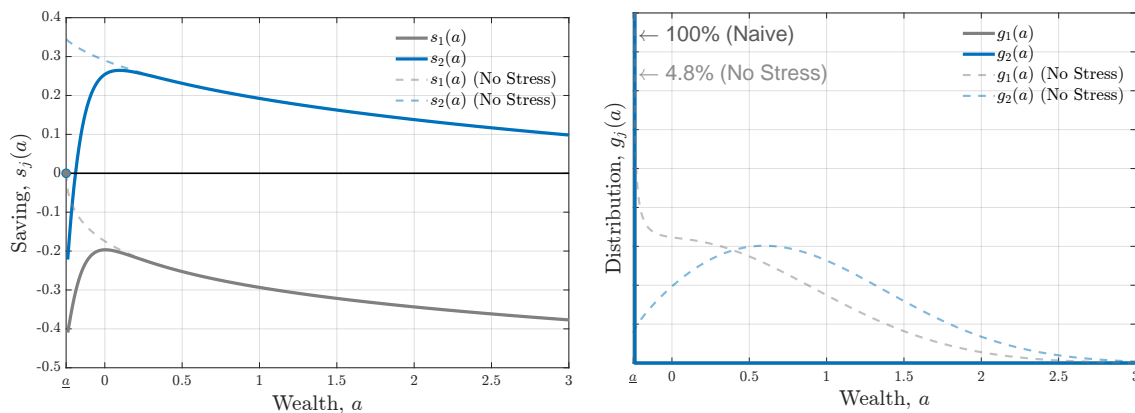 0.4
0.3
0.2
0.1
0
-0.1
-0.2
-0.3
-0.4
-0.5
Saving, s_j(a)
a 0 0.5 1 1.5 2 2.5 3
Wealth, a
s_1(a)
s_2(a)
s_1(a) (No Stress)
s_2(a) (No Stress)
← 100% (Naive)
← 4.8% (No Stress)
g_1(a)
g_2(a)
g_1(a) (No Stress)
g_2(a) (No Stress)
Distribution, g_j(a)
a 0 0.5 1 1.5 2 2.5 3
Wealth, a